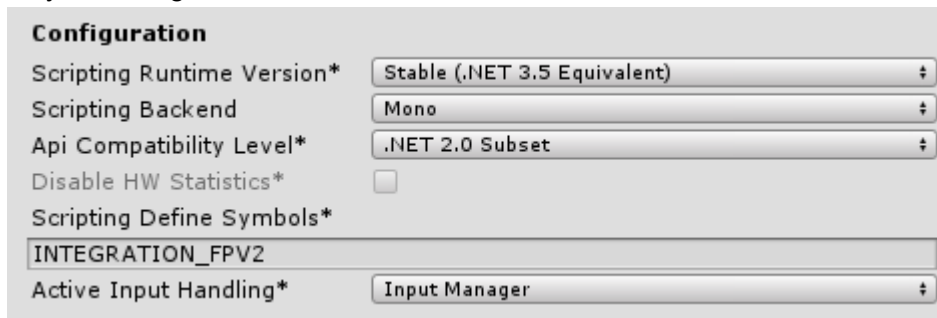 Configuration
Scripting Runtime Version* Stable (.NET 3.5 Equivalent)
Scripting Backend Mono
Api Compatibility Level* .NET 2.0 Subset
Disable HW Statistics*
Scripting Define Symbols*
INTEGRATION_FPV2
Active Input Handling* Input Manager